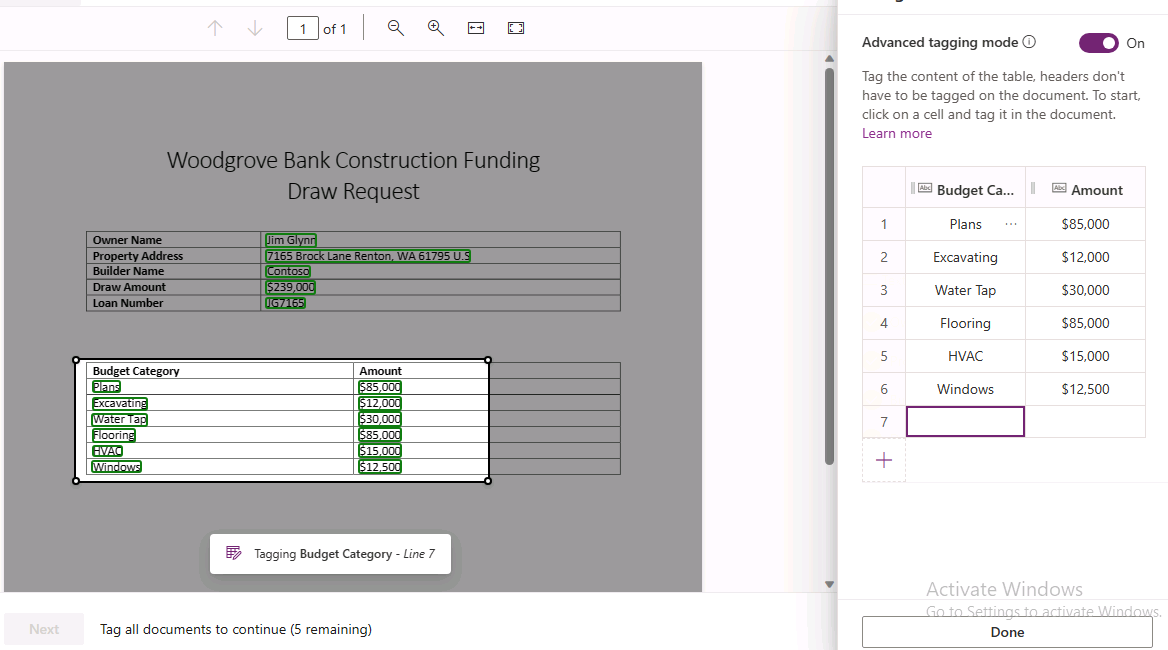 1 of 1
Woodgrove Bank Construction Funding
Draw Request
Owner Name Jim Glynn
Property Address 7165 Brock Lane Renton, WA 61795 U.S
Builder Name Contoso
Draw Amount $239,000
Loan Number JG7165
Budget Category Amount
Plans $85,000
Excavating $12,000
Water Tap $30,000
Flooring $85,000
HVAC $15,000
Windows $12,500
Tagging Budget Category - Line 7
Next Tag all documents to continue (5 remaining)
Advanced tagging mode On
Tag the content of the table, headers don't
have to be tagged on the document. To start,
click on a cell and tag it in the document.
Learn more
Abc Budget Ca... Abc Amount
1 Plans ... $85,000
2 Excavating $12,000
3 Water Tap $30,000
4 Flooring $85,000
5 HVAC $15,000
6 Windows $12,500
7
Activate Windows
Go to Settings to activate Windows.
Done